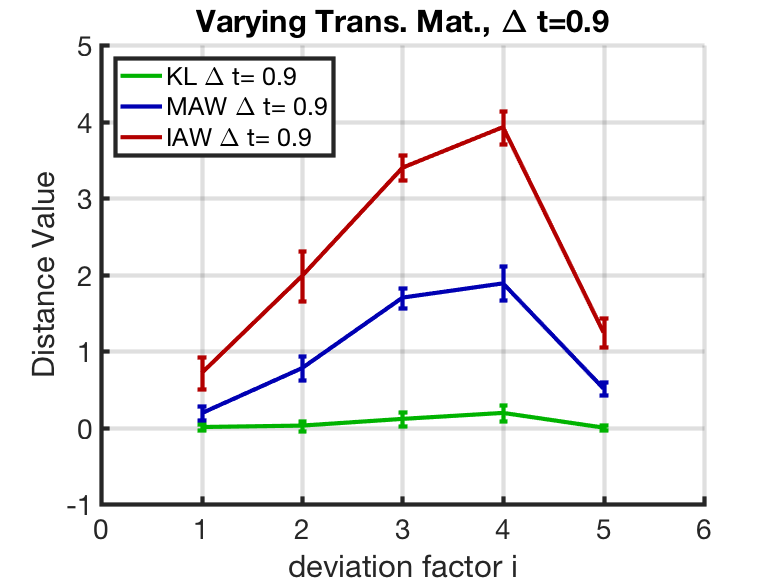 Varying Trans. Mat., Δ t=0.9
KL Δ t= 0.9
MAW Δ t= 0.9
IAW Δ t= 0.9
Distance Value
5
4
3
2
1
0
-1
0 1 2 3 4 5 6
deviation factor i